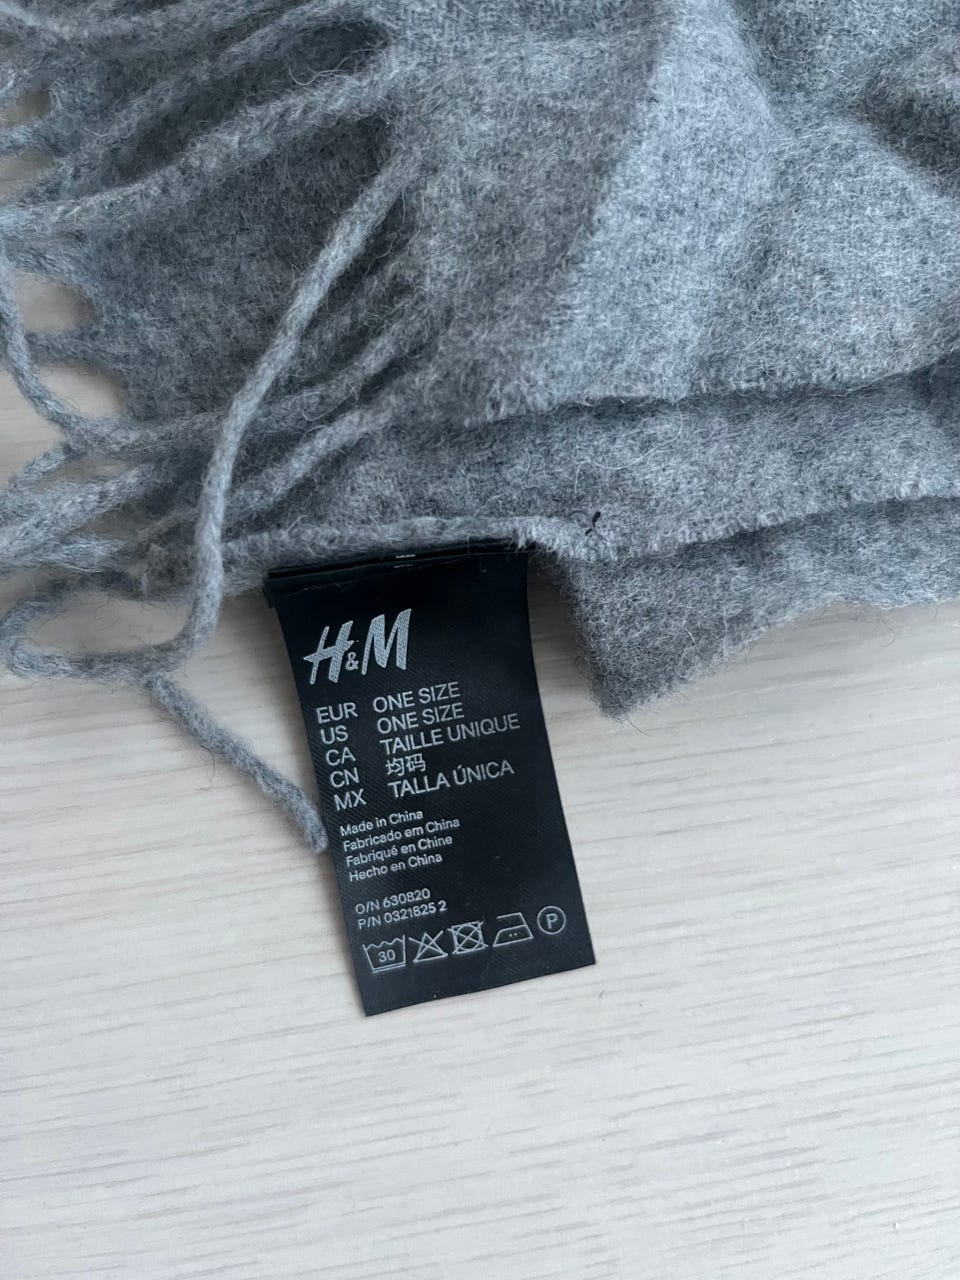 H&M
EUR ONE SIZE
US ONE SIZE
CA TAILLE UNIQUE
CN 均码
MX TALLA ÚNICA
Made in China
Fabricado em China
Fabriqué en Chine
Hecho en China
O/N 630820
P/N 0321825 2
30 P